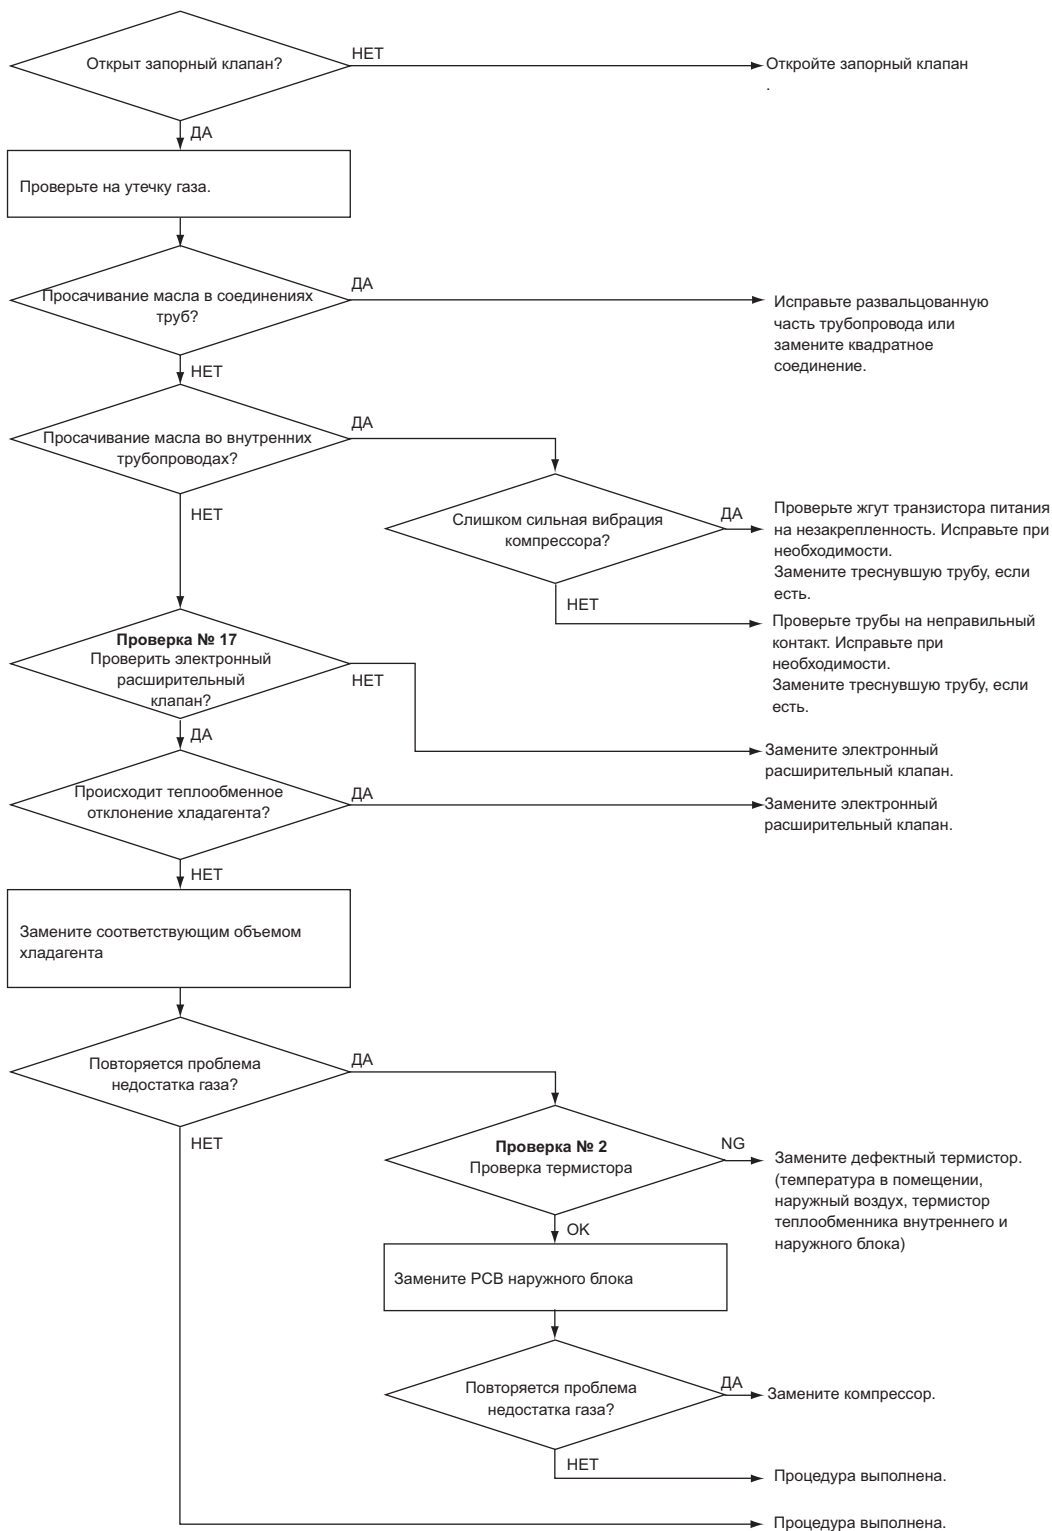 Открыт запорный клапан?
НЕТ
Откройте запорный клапан
.
ДА
Проверьте на утечку газа.
Просачивание масла в соединениях
труб?
ДА
Исправьте развальцованную
часть трубопровода или
замените квадратное
соединение.
НЕТ
Просачивание масла во внутренних
трубопроводах?
ДА
НЕТ
Слишком сильная вибрация
компрессора?
ДА
Проверьте жгут транзистора питания
на незакрепленность. Исправьте при
необходимости.
Замените треснувшую трубу, если
есть.
НЕТ
Проверьте трубы на неправильный
контакт. Исправьте при
необходимости.
Замените треснувшую трубу, если
есть.
Проверка № 17
Проверить электронный
расширительный
клапан?
НЕТ
Замените электронный
расширительный клапан.
ДА
Происходит теплообменное
отклонение хладагента?
ДА
Замените электронный
расширительный клапан.
НЕТ
Замените соответствующим объемом
хладагента
Повторяется проблема
недостатка газа?
ДА
НЕТ
Проверка № 2
Проверка термистора
NG
Замените дефектный термистор.
(температура в помещении,
наружный воздух, термистор
теплообменника внутреннего и
наружного блока)
OK
Замените PCB наружного блока
Повторяется проблема
недостатка газа?
ДА
Замените компрессор.
НЕТ
Процедура выполнена.
Процедура выполнена.